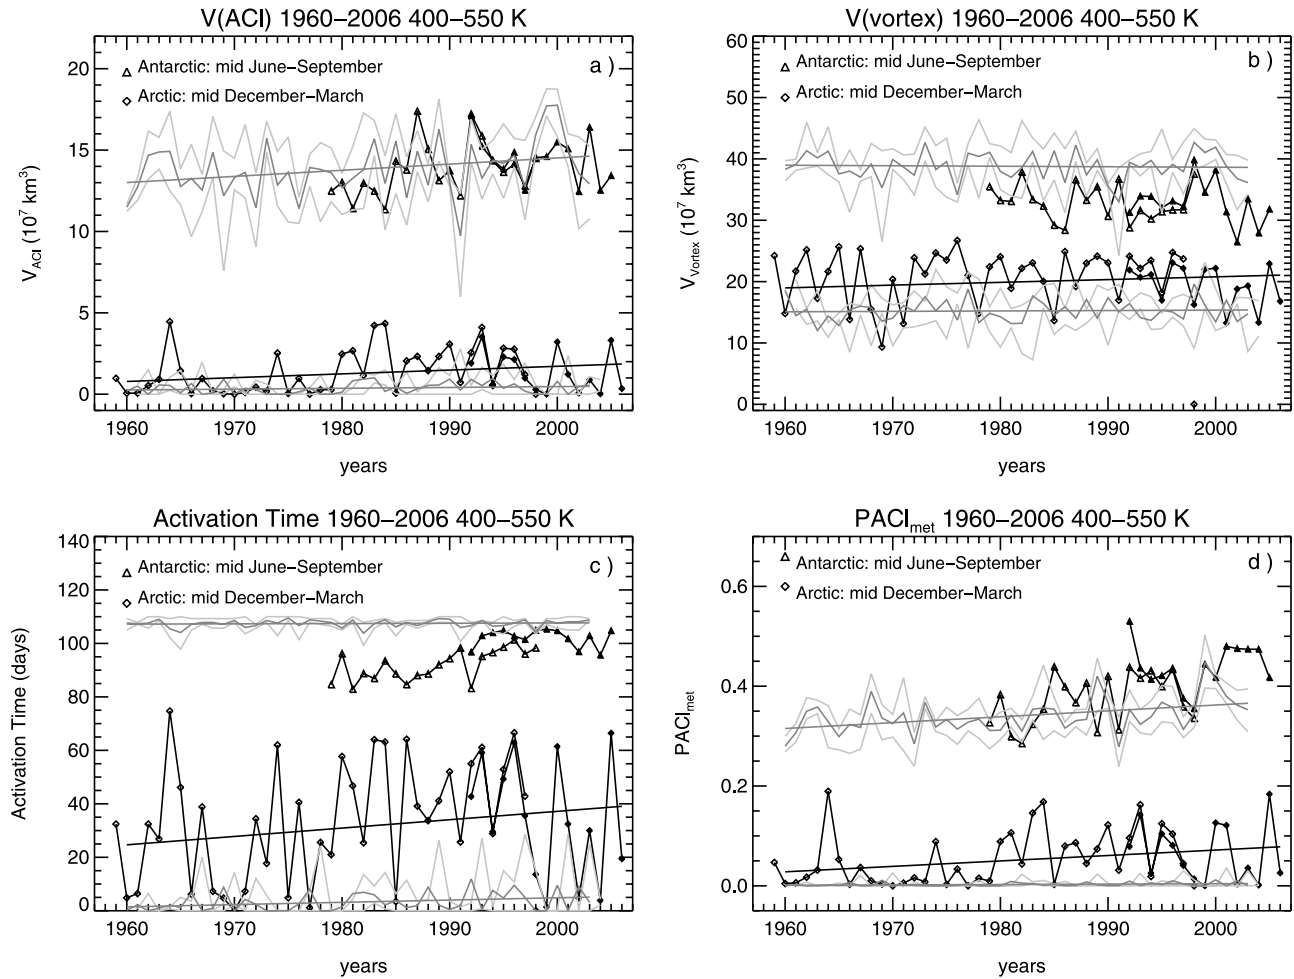 V(ACI) 1960–2006 400–550 K
20
15
10
5
0
V_ACI (10^7 km^3)
Antarctic: mid June–September
Arctic: mid December–March
a )
1960 1970 1980 1990 2000
years
V(vortex) 1960–2006 400–550 K
60
50
40
30
20
10
0
V_Vortex (10^7 km^3)
Antarctic: mid June–September
Arctic: mid December–March
b )
1960 1970 1980 1990 2000
years
Activation Time 1960–2006 400–550 K
140
120
100
80
60
40
20
0
Activation Time (days)
Antarctic: mid June–September
Arctic: mid December–March
c )
1960 1970 1980 1990 2000
years
PACI_met 1960–2006 400–550 K
0.6
0.4
0.2
0.0
PACI_met
Antarctic: mid June–September
Arctic: mid December–March
d )
1960 1970 1980 1990 2000
years